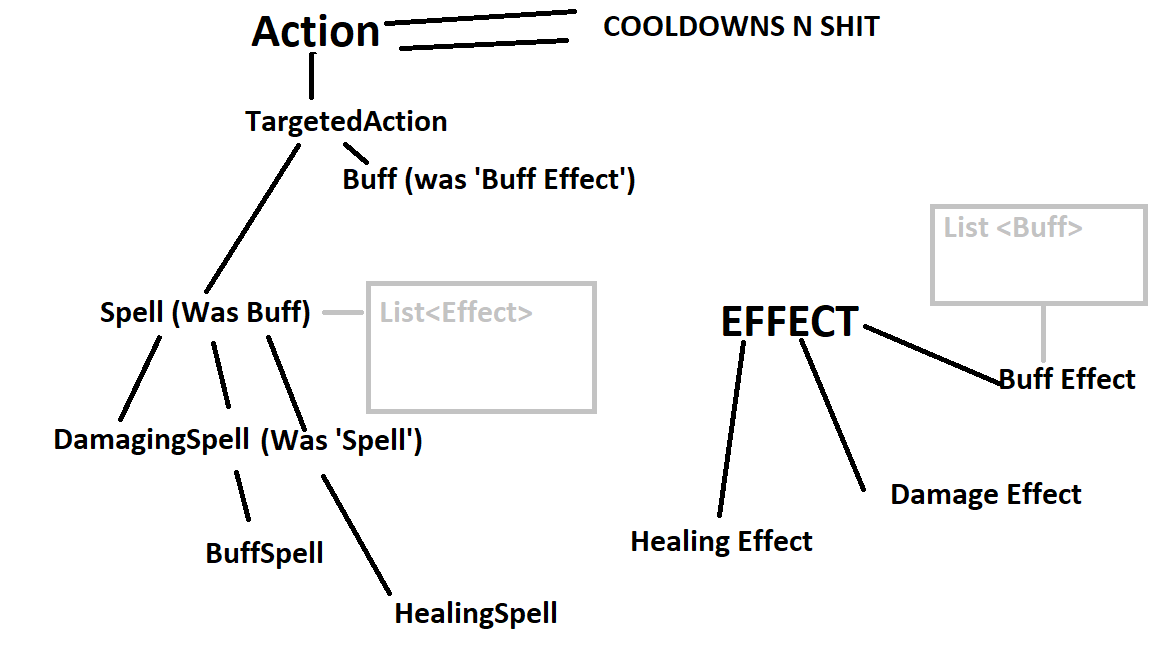 Action
COOLDOWNS N SHIT
TargetedAction
Buff (was 'Buff Effect')
List <Buff>
Spell (Was Buff)
List<Effect>
EFFECT
Buff Effect
DamagingSpell (Was 'Spell')
Damage Effect
BuffSpell
Healing Effect
HealingSpell